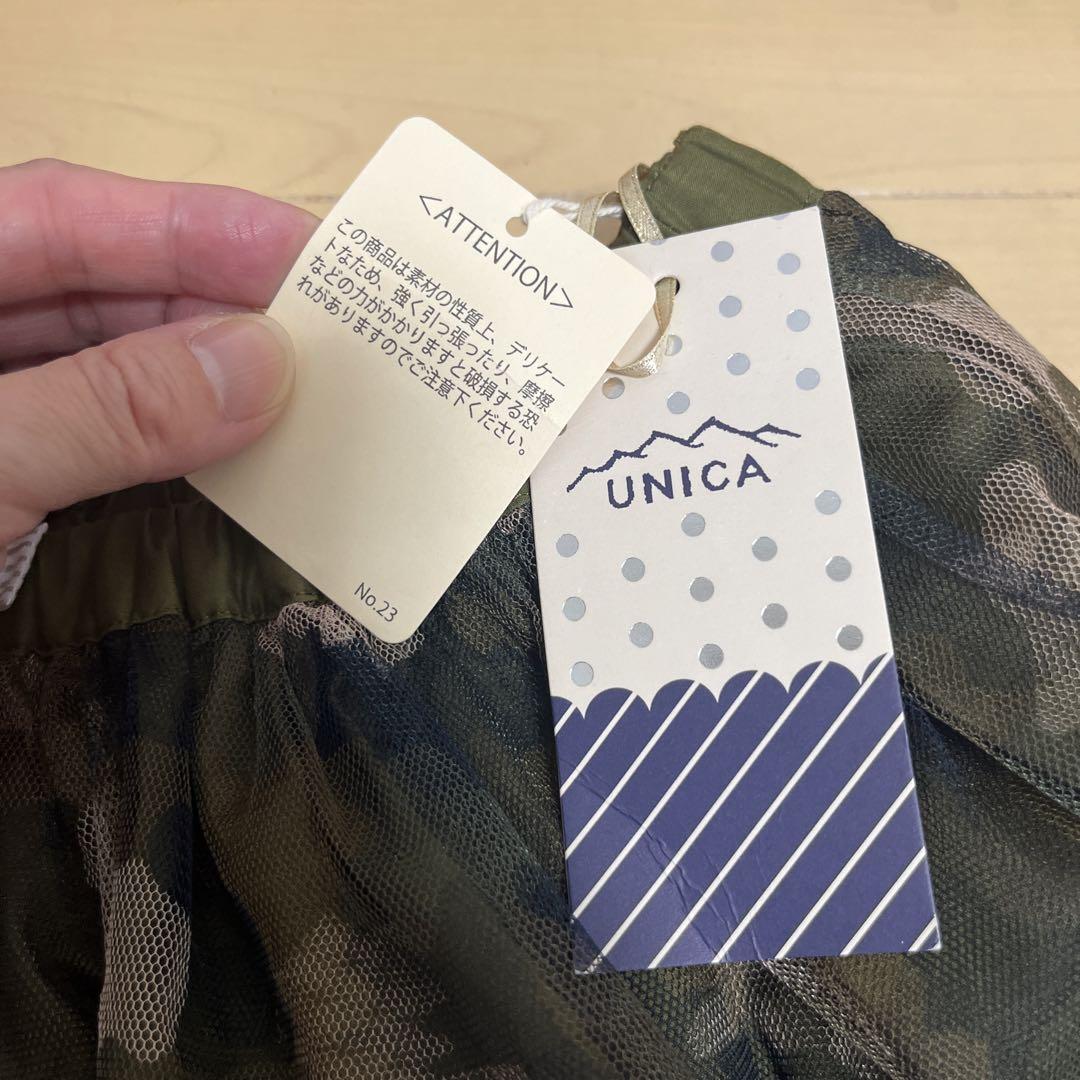 <ATTENTION>
この商品は素材の性質上、デリケー
トなため、強く引っ張ったり、摩擦
などの力がかかりますと破損する恐
れがありますのでご注意下ください。
No.23
UNICA